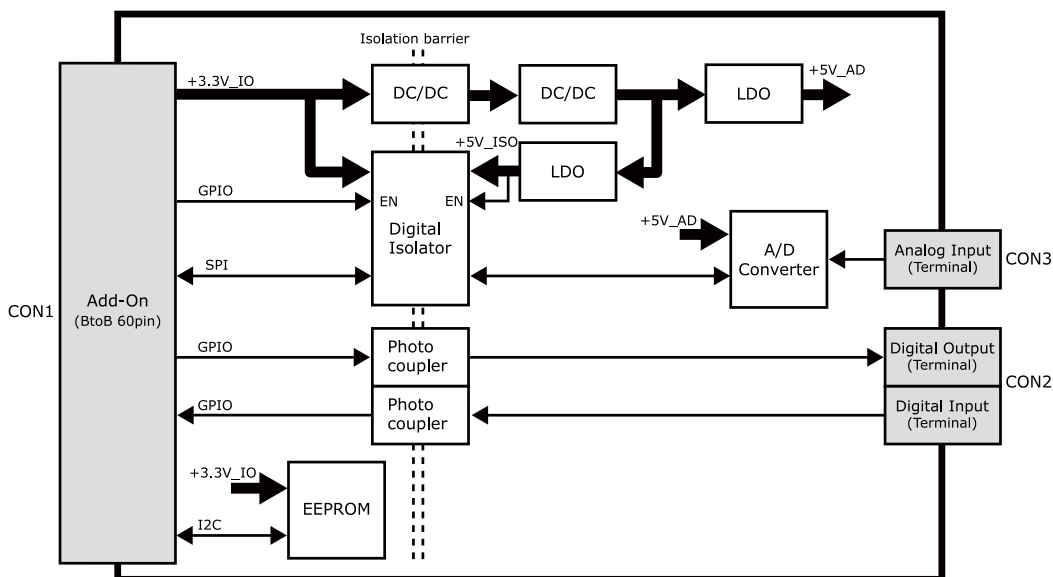 Isolation barrier
+3.3V_IO
DC/DC
DC/DC
LDO
+5V_AD
+5V_ISO
LDO
GPIO
EN
EN
Digital
Isolator
+5V_AD
A/D
Converter
Analog Input
(Terminal)
CON3
SPI
CON1
Add-On
(BtoB 60pin)
GPIO
Photo
coupler
Digital Output
(Terminal)
CON2
GPIO
Photo
coupler
Digital Input
(Terminal)
+3.3V_IO
EEPROM
I2C